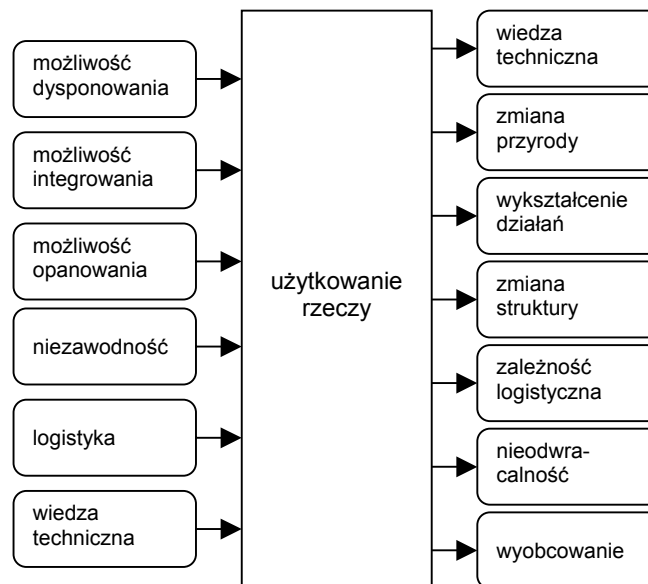 możliwość
dysponowania
możliwość
integrowania
możliwość
opanowania
niezawodność
logistyka
wiedza
techniczna
użytkowanie
rzeczy
wiedza
techniczna
zmiana
przyrody
wykształcenie
działań
zmiana
struktury
zależność
logistyczna
nieodwra-
calność
wyobcowanie